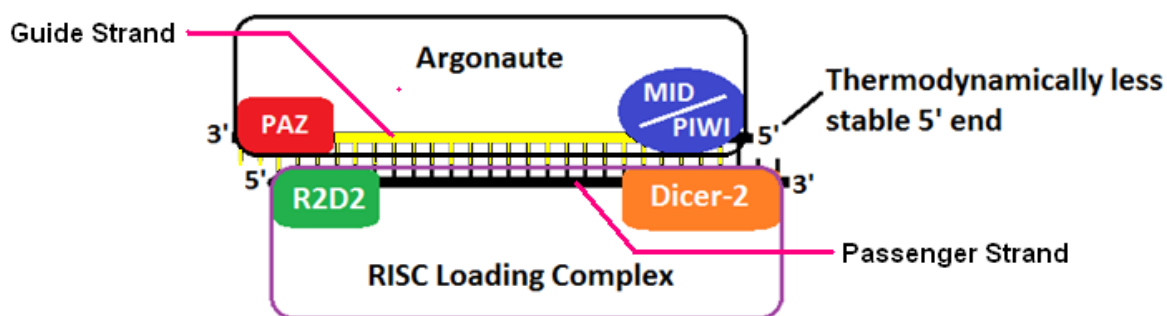 Guide Strand
Argonaute
Thermodynamically less
stable 5' end
MID
PIWI
3'
PAZ
5'
5'
R2D2
Dicer-2
3'
Passenger Strand
RISC Loading Complex